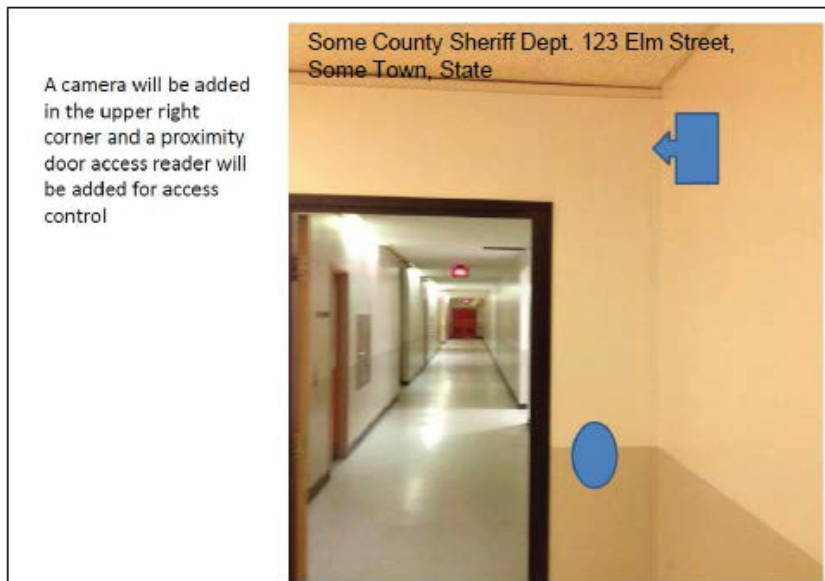 Some County Sheriff Dept. 123 Elm Street,
Some Town, State
A camera will be added
in the upper right
corner and a proximity
door access reader will
be added for access
control